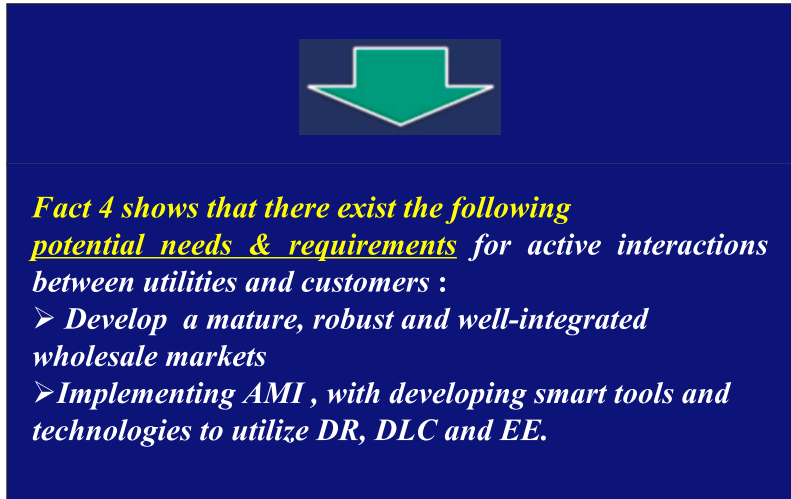 Fact 4 shows that there exist the following
potential needs & requirements for active interactions
between utilities and customers :
➢ Develop a mature, robust and well-integrated
wholesale markets
➢Implementing AMI , with developing smart tools and
technologies to utilize DR, DLC and EE.